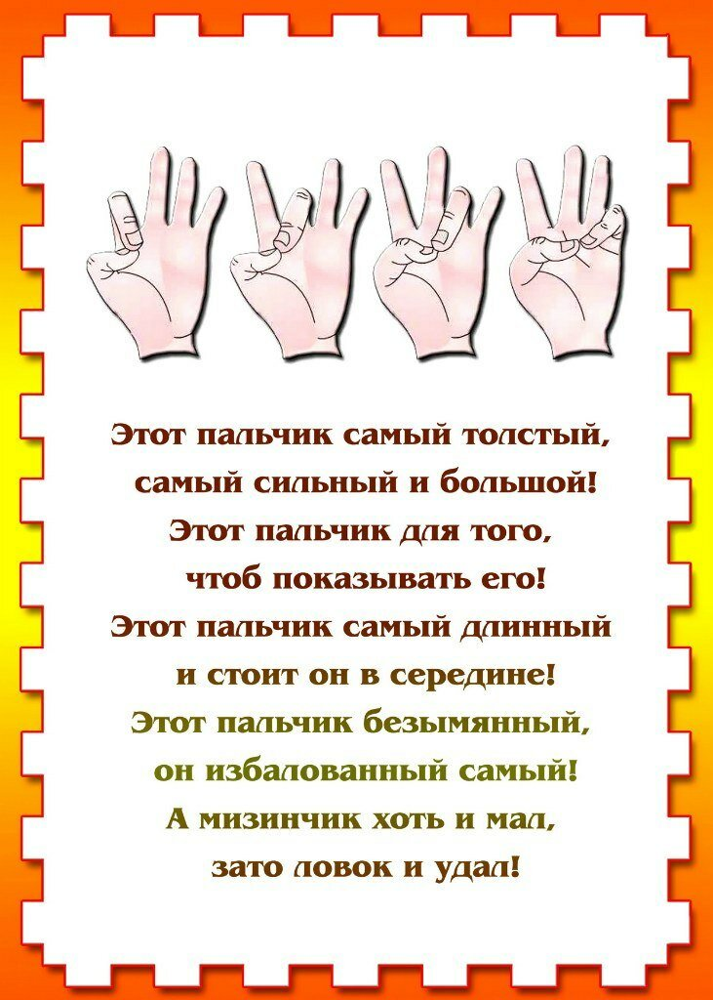 Этот пальчик самый толстый,
самый сильный и большой!
Этот пальчик для того,
чтоб показывать его!
Этот пальчик самый длинный
и стоит он в середине!
Этот пальчик безымянный,
он избалованный самый!
А мизинчик хоть и мал,
зато ловок и удал!